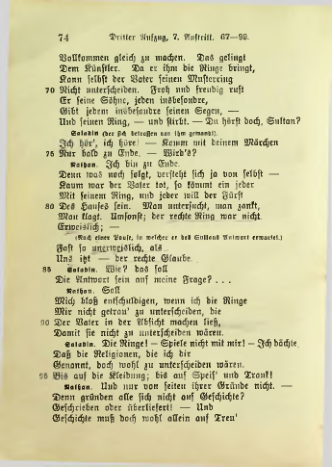 74 Dritter Aufzug, 7. Auftritt. 67—98.
Vollkommen gleich zu machen. Das gelingt
Dem Künstler. Da er ihm die Ringe bringt,
Kann selbst der Vater seinen Musterring
70 Nicht unterscheiden. Froh und freudig ruft
Er seine Söhne, jeden insbesondre,
Gibt jedem insbesondre seinen Segen, —
Und seinen Ring, — und stirbt. — Du hörst doch, Sultan?
Saladin (der sich betroffen von ihm gewandt).
Ich hör', ich höre! — Komm mit deinem Märchen
75 Nur bald zu Ende. — Wird's?
Nathan. Ich bin zu Ende.
Denn was noch folgt, versteht sich ja von selbst —
Kaum war der Vater tot, so kömmt ein jeder
Mit seinem Ring, und jeder will der Fürst
80 Des Hauses sein. Man untersucht, man zankt,
Man klagt. Umsonst; der rechte Ring war nicht
Erweislich; —
(Nach einer Pause, in welcher er des Sultans Antwort erwartet.)
Fast so unerweislich, als
Uns itzt — der rechte Glaube.
85 Saladin. Wie? das soll
Die Antwort sein auf meine Frage? . . .
Nathan. Soll
Mich bloß entschuldigen, wenn ich die Ringe
Mir nicht getrau' zu unterscheiden, die
90 Der Vater in der Absicht machen ließ,
Damit sie nicht zu unterscheiden wären.
Saladin. Die Ringe! — Spiele nicht mit mir! — Ich dächte,
Daß die Religionen, die ich dir
Genannt, doch wohl zu unterscheiden wären.
95 Bis auf die Kleidung; bis auf Speis' und Trank!
Nathan. Und nur von seiten ihrer Gründe nicht. —
Denn gründen alle sich nicht auf Geschichte?
Geschrieben oder überliefert! — Und
Geschichte muß doch wohl allein auf Treu'